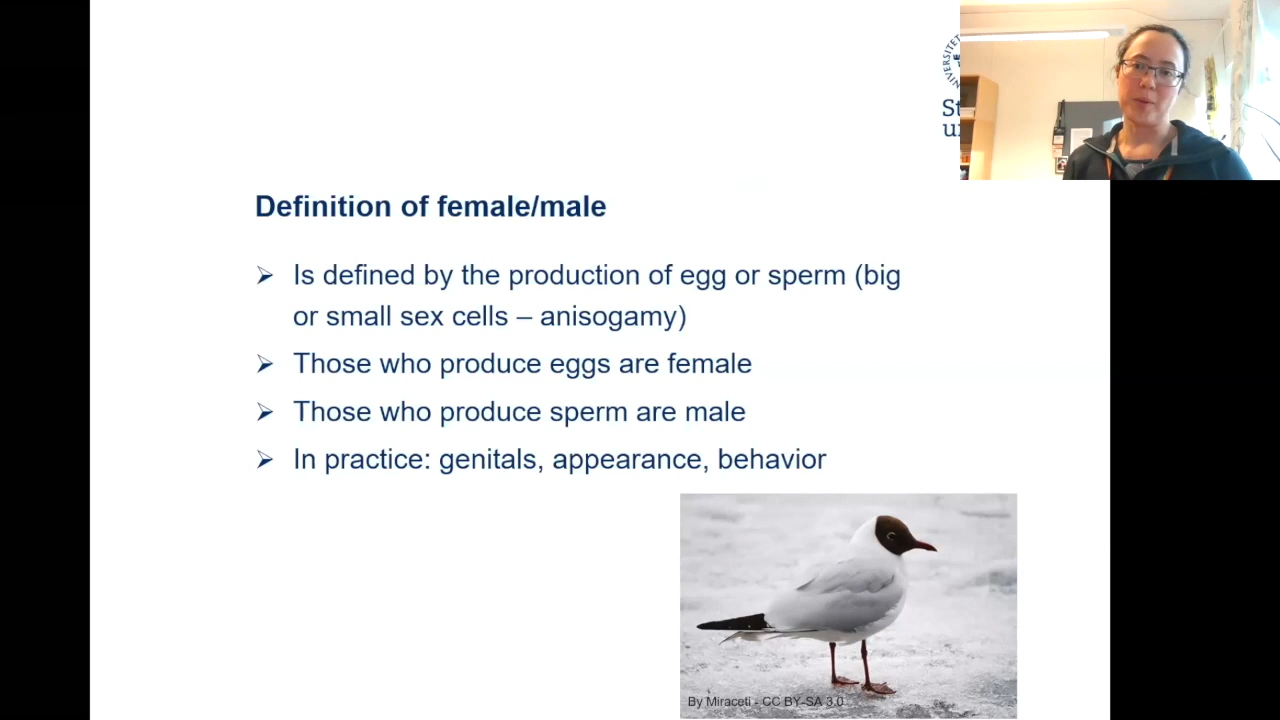 Definition of female/male
➢ Is defined by the production of egg or sperm (big
or small sex cells – anisogamy)
➢ Those who produce eggs are female
➢ Those who produce sperm are male
➢ In practice: genitals, appearance, behavior
By Miraceti - CC BY-SA 3.0